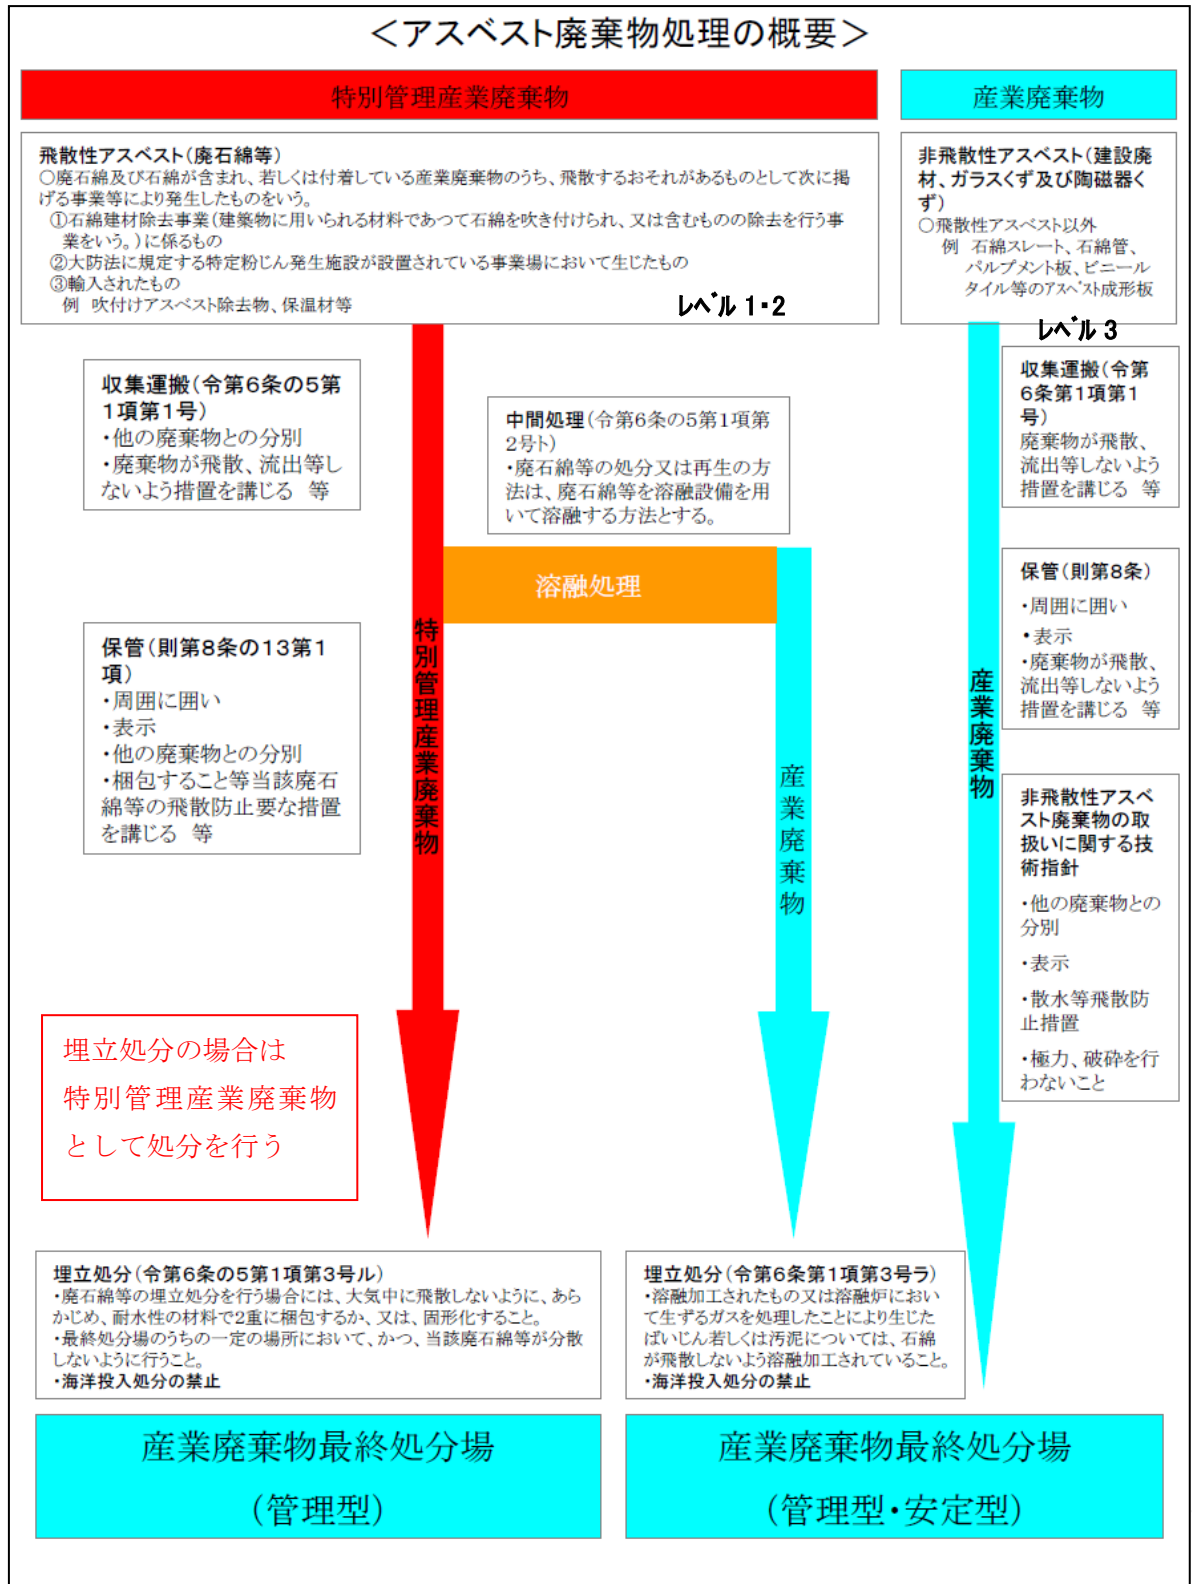 ＜アスベスト廃棄物処理の概要＞
特別管理産業廃棄物
産業廃棄物
飛散性アスベスト（廃石綿等）
○廃石綿及び石綿が含まれ、若しくは付着している産業廃棄物のうち、飛散するおそれがあるものとして次に掲
げる事業等により発生したものをいう。
①石綿建材除去事業（建築物に用いられる材料であつて石綿を吹き付けられ、又は含むものの除去を行う事
業をいう。）に係るもの
②大防法に規定する特定粉じん発生施設が設置されている事業場において生じたもの
③輸入されたもの
例 吹付けアスベスト除去物、保温材等
レベル 1・2
非飛散性アスベスト（建設廃
材、ガラスくず及び陶磁器く
ず）
○飛散性アスベスト以外
例 石綿スレート、石綿管、
パルプメント板、ビニール
タイル等のアスベスト成形板
レベル 3
収集運搬（令第６条の５第
１項第１号）
・他の廃棄物との分別
・廃棄物が飛散、流出等し
ないよう措置を講じる 等
中間処理（令第6条の5第1項第
2号ト）
・廃石綿等の処分又は再生の方
法は、廃石綿等を溶融設備を用
いて溶融する方法とする。
収集運搬（令第
６条第１項第１
号）
廃棄物が飛散、
流出等しないよう
措置を講じる 等
溶融処理
保管（則第８条の１３第１
項）
・周囲に囲い
・表示
・他の廃棄物との分別
・梱包すること等当該廃石
綿等の飛散防止要な措置
を講じる 等
特別管理産業廃棄物
産業廃棄物
産業廃棄物
保管（則第８条）
・周囲に囲い
・表示
・廃棄物が飛散、
流出等しないよう
措置を講じる 等
非飛散性アスベ
スト廃棄物の取
扱いに関する技
術指針
・他の廃棄物との
分別
・表示
・散水等飛散防
止措置
・極力、破砕を行
わないこと
埋立処分の場合は
特別管理産業廃棄物
として処分を行う
埋立処分（令第６条の５第１項第３号ル）
・廃石綿等の埋立処分を行う場合には、大気中に飛散しないように、あら
かじめ、耐水性の材料で２重に梱包するか、又は、固形化すること。
・最終処分場のうちの一定の場所において、かつ、当該廃石綿等が分散
しないように行うこと。
・海洋投入処分の禁止
埋立処分（令第６条第１項第３号ラ）
・溶融加工されたもの又は溶融炉におい
て生ずるガスを処理したことにより生じた
ばいじん若しくは汚泥については、石綿
が飛散しないよう溶融加工されていること。
・海洋投入処分の禁止
産業廃棄物最終処分場
（管理型）
産業廃棄物最終処分場
（管理型・安定型）